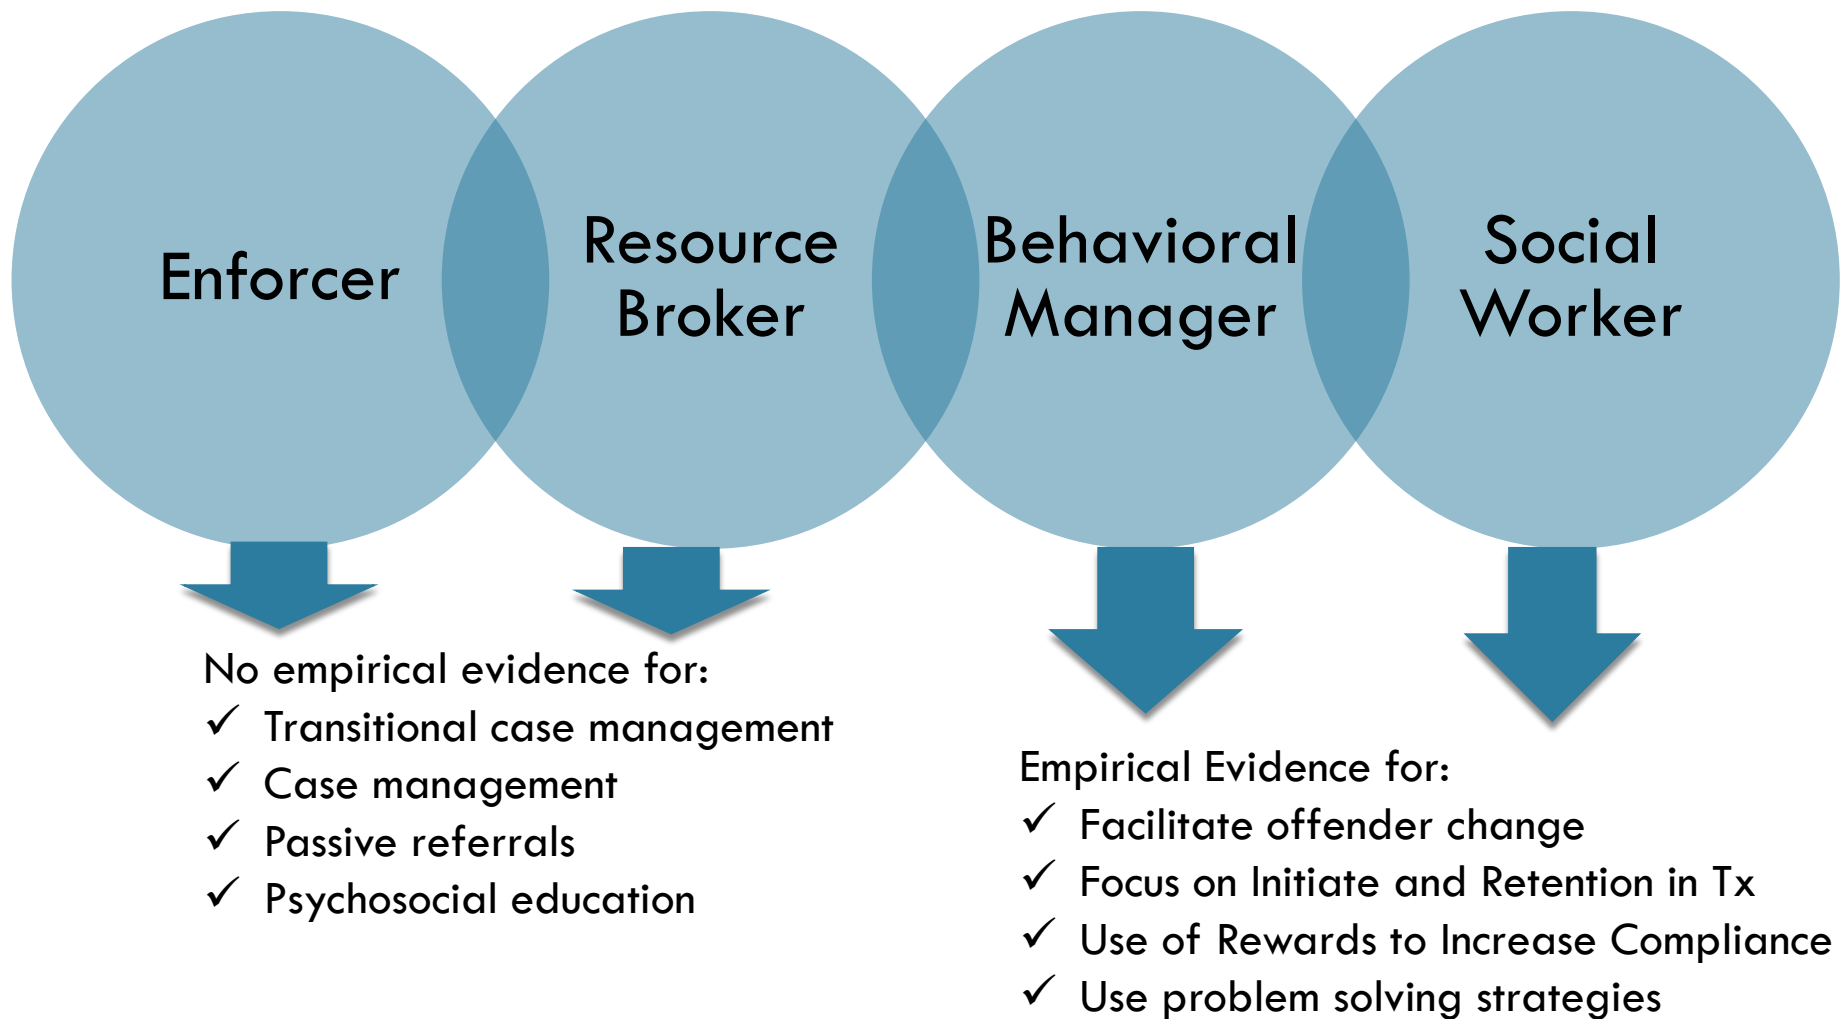 Enforcer
Resource
Broker
Behavioral
Manager
Social
Worker
No empirical evidence for:
✓ Transitional case management
✓ Case management
✓ Passive referrals
✓ Psychosocial education
Empirical Evidence for:
✓ Facilitate offender change
✓ Focus on Initiate and Retention in Tx
✓ Use of Rewards to Increase Compliance
✓ Use problem solving strategies